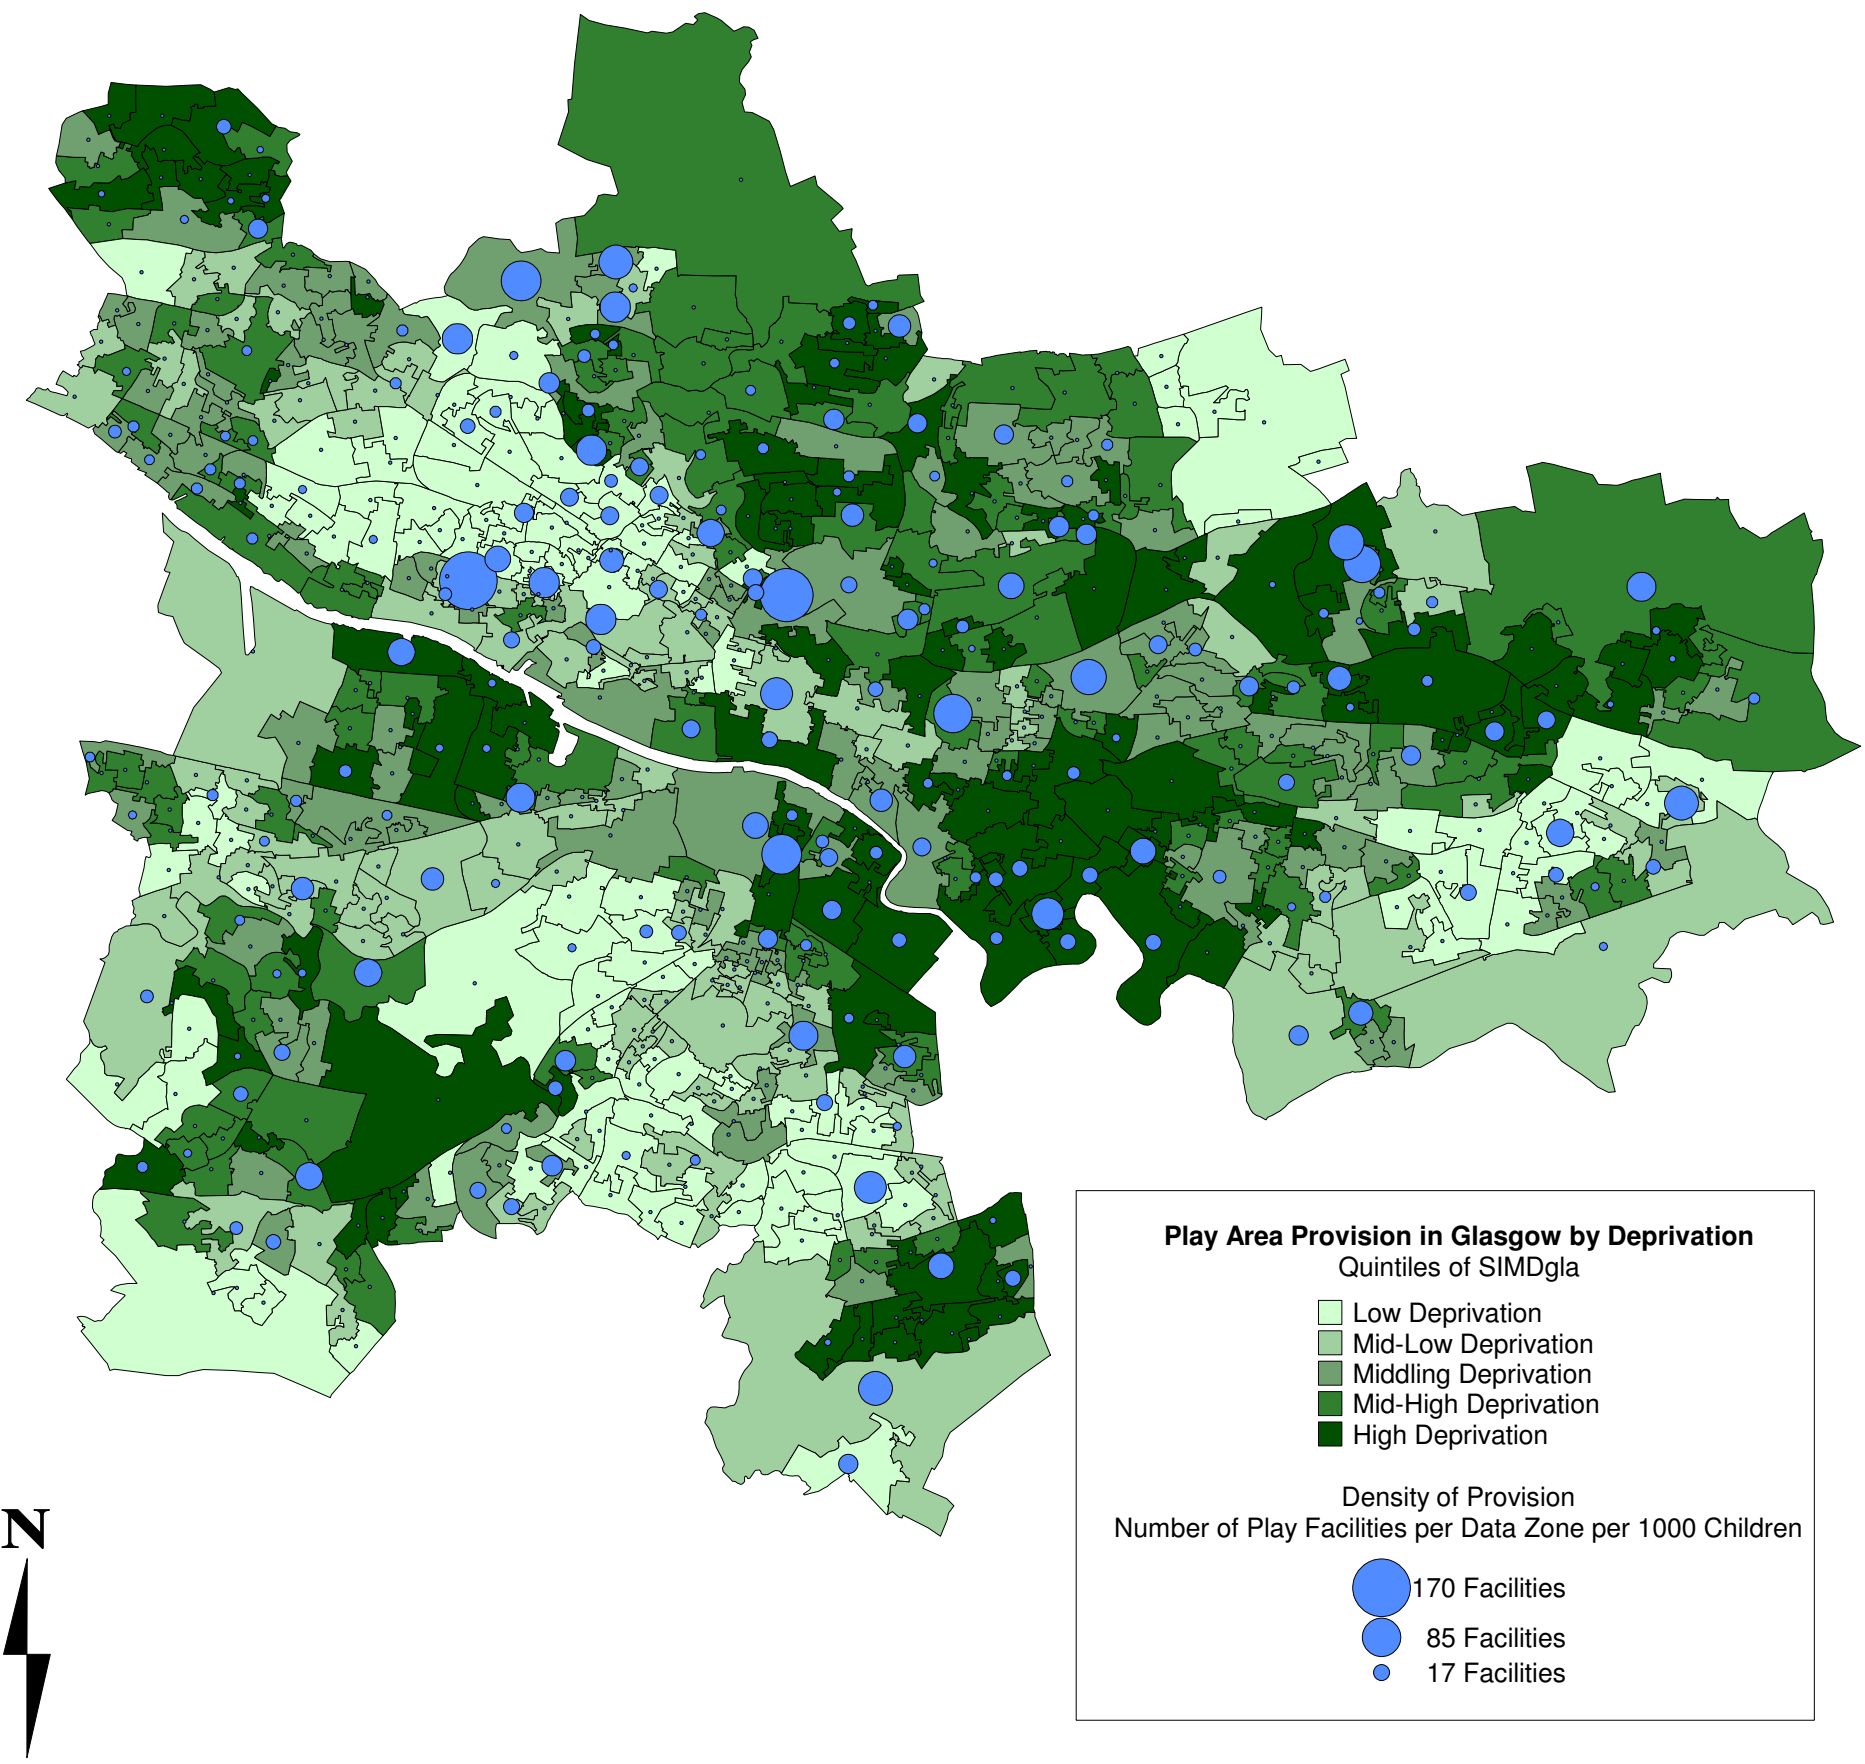 Play Area Provision in Glasgow by Deprivation
Quintiles of SIMDgla
Low Deprivation
Mid-Low Deprivation
Middling Deprivation
Mid-High Deprivation
High Deprivation
Density of Provision
Number of Play Facilities per Data Zone per 1000 Children
170 Facilities
85 Facilities
17 Facilities
N